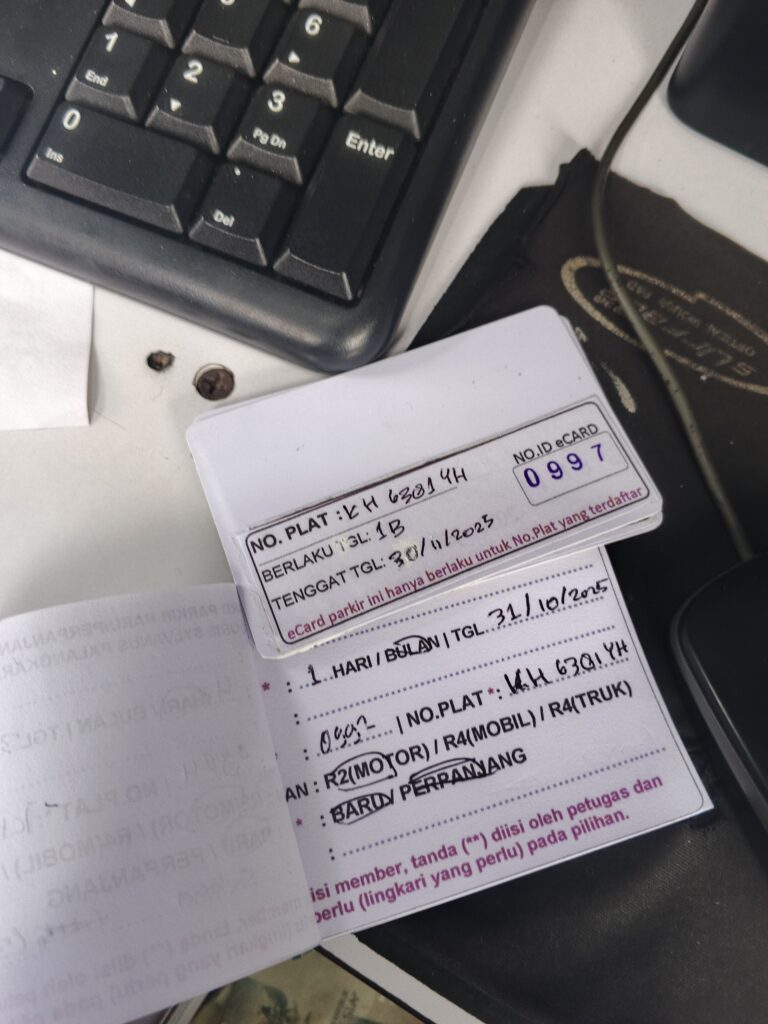 6
1
End
2
3
Pg Dn
0
Ins
Del
Enter
NO.ID eCARD
0997
NO. PLAT : KH 6301 YH
BERLAKU TGL: 1B
TENGGAT TGL: 30/11/2025
eCard parkir ini hanya berlaku untuk No.Plat yang terdaftar
* : 1 HARI / BULAN | TGL. 31/10/2025
:
: 0997 | NO.PLAT *: KH 6301 YH
AN : R2(MOTOR) / R4(MOBIL) / R4(TRUK)
* : BARU / PERPANJANG
:
isi member, tanda (**) diisi oleh petugas dan
perlu (lingkari yang perlu) pada pilihan.